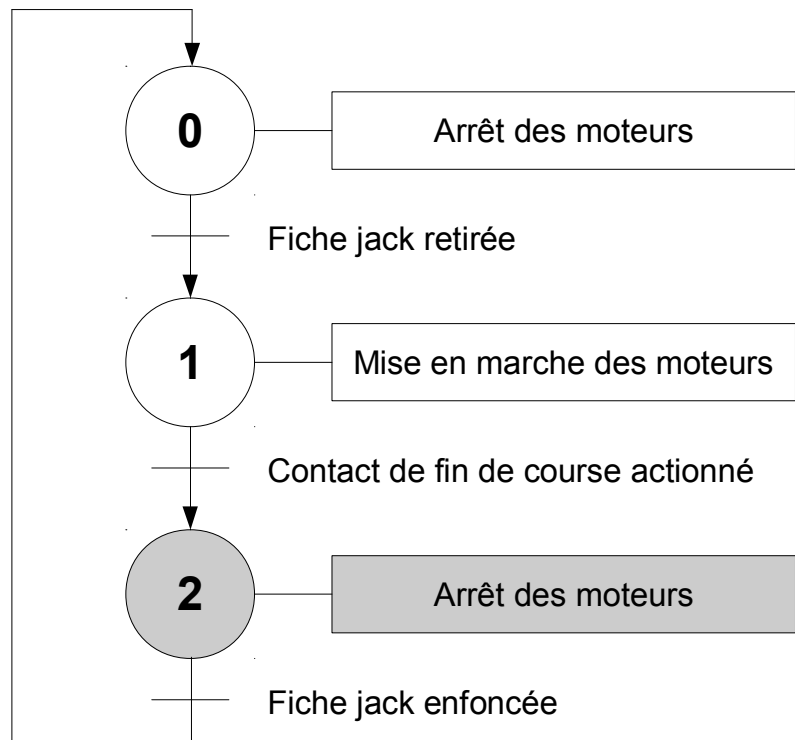 0
Arrêt des moteurs
Fiche jack retirée
1
Mise en marche des moteurs
Contact de fin de course actionné
2
Arrêt des moteurs
Fiche jack enfoncée